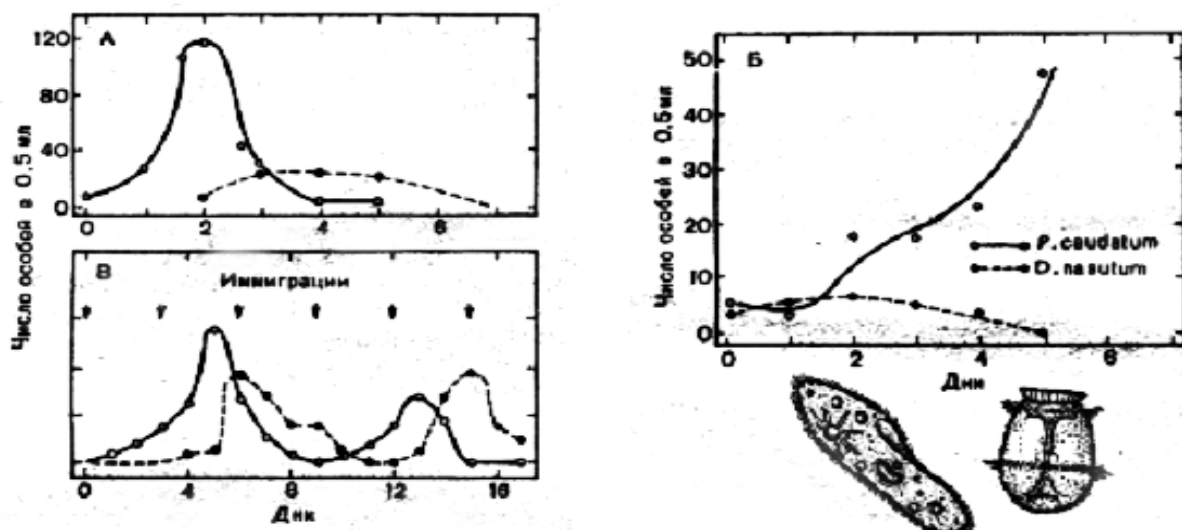 Число особей в 0,5 мл
А
120
80
40
0
0 2 4 6
В
Иммиграции
0 4 8 12 16
Дни
Число особей в 0,5 мл
Б
50
40
30
20
10
0
P. caudatum
D. nasutum
0 2 4 6
Дни